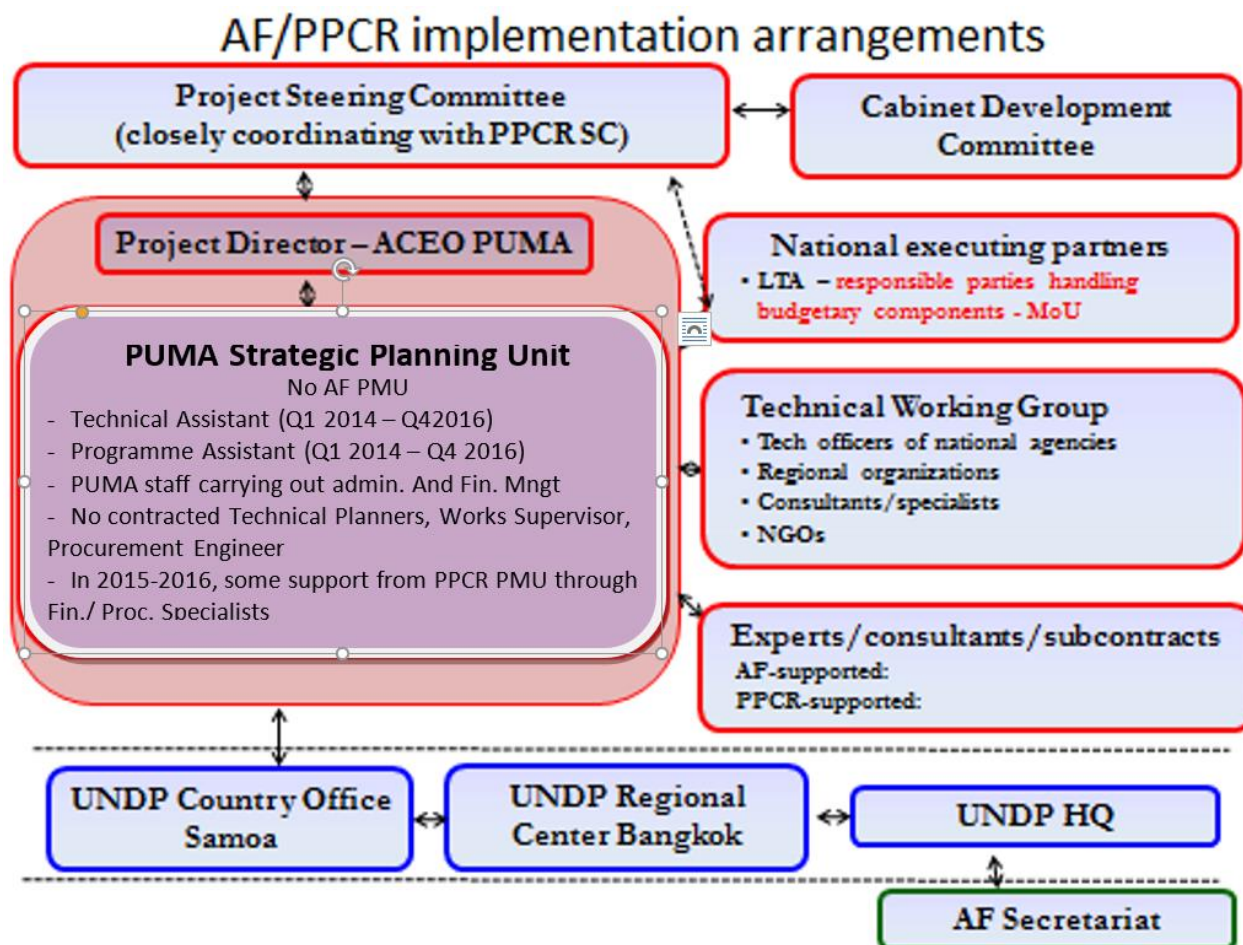 AF/PPCR implementation arrangements
Project Steering Committee
(closely coordinating with PPCR SC)
Cabinet Development
Committee
Project Director – ACEO PUMA
National executing partners
• LTA – responsible parties handling
budgetary components - MoU
PUMA Strategic Planning Unit
No AF PMU
- Technical Assistant (Q1 2014 – Q42016)
- Programme Assistant (Q1 2014 – Q4 2016)
- PUMA staff carrying out admin. And Fin. Mngt
- No contracted Technical Planners, Works Supervisor,
Procurement Engineer
- In 2015-2016, some support from PPCR PMU through
Fin./ Proc. Specialists
Technical Working Group
• Tech officers of national agencies
• Regional organizations
• Consultants/specialists
• NGOs
Experts/consultants/subcontracts
AF-supported:
PPCR-supported:
UNDP Country Office
Samoa
UNDP Regional
Center Bangkok
UNDP HQ
AF Secretariat